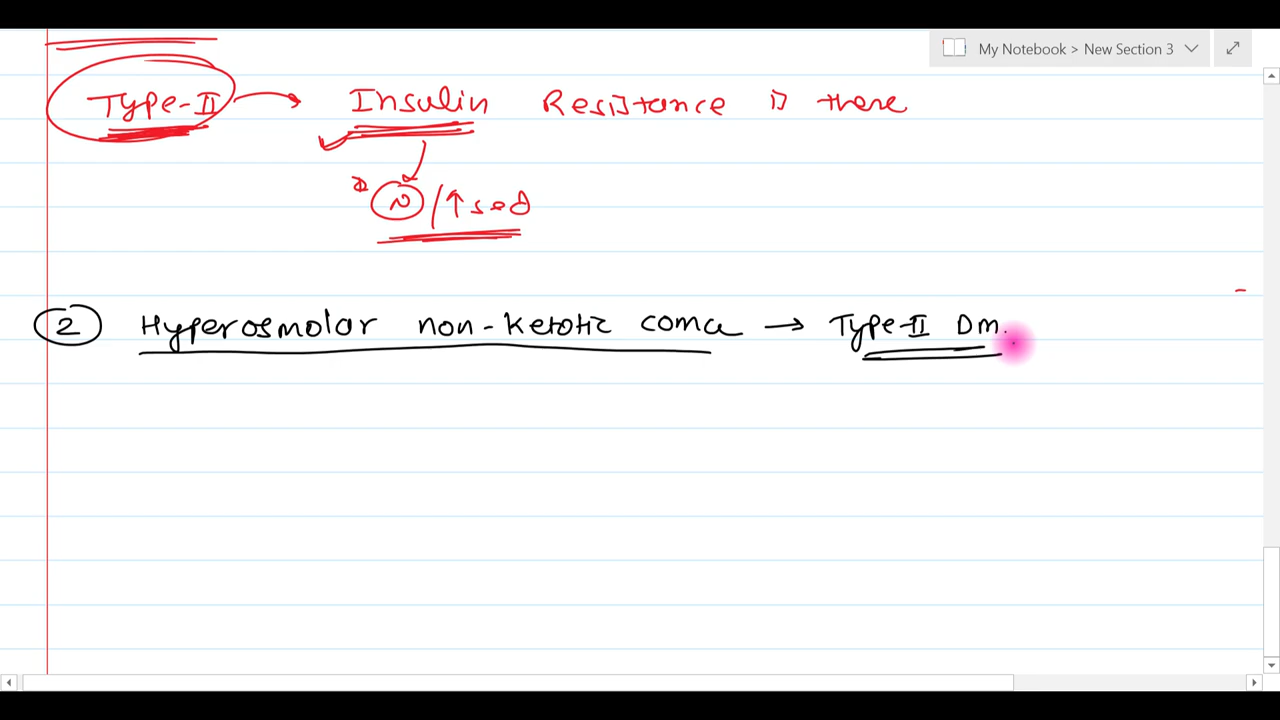 My Notebook > New Section 3
Type-II → Insulin Resistance is there
N/↑sed
2 Hyperosmolar non-Ketotic coma → Type-II Dm.